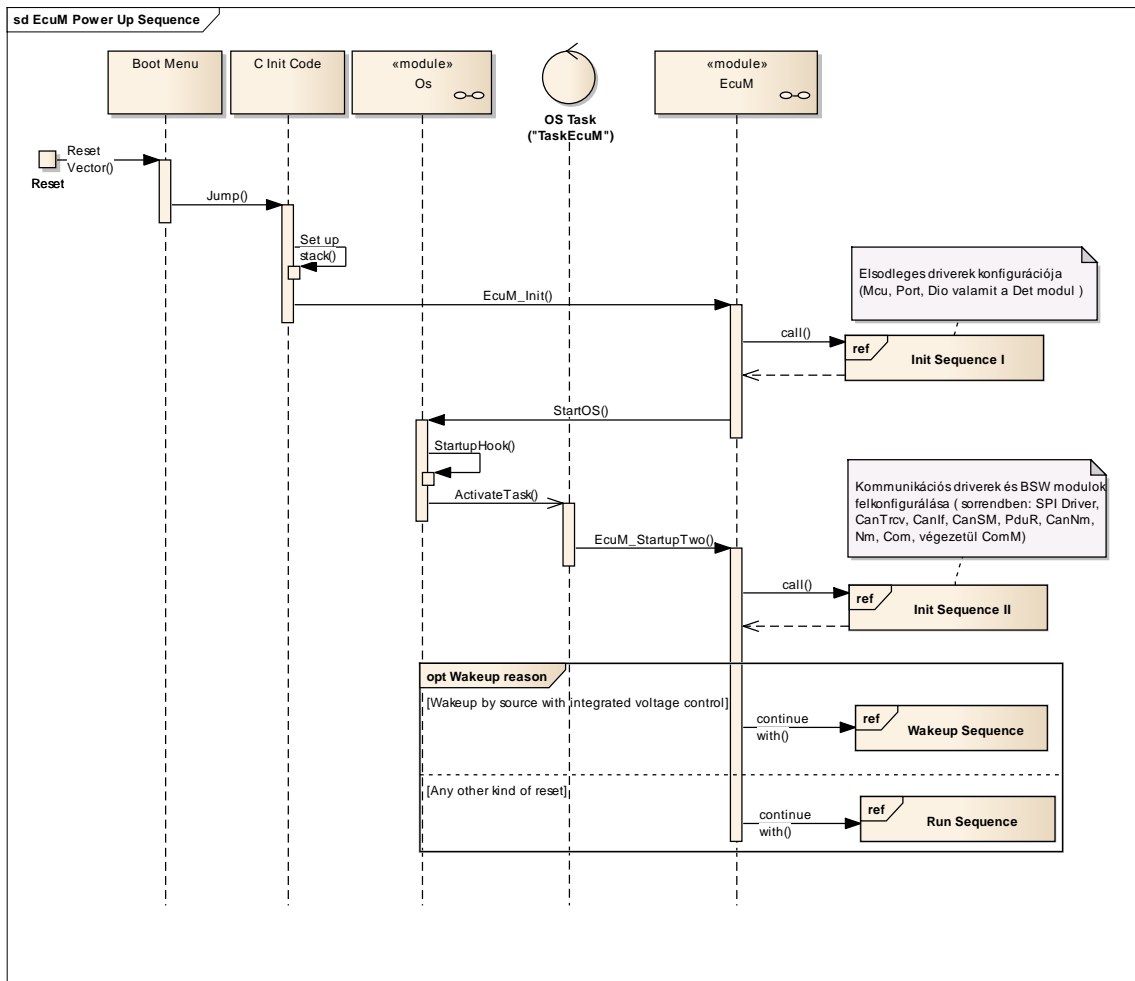 sd EcuM Power Up Sequence
Boot Menu
C Init Code
«module»
Os
OS Task
("TaskEcuM")
«module»
EcuM
Reset
Vector()
Reset
Jump()
Set up
stack()
EcuM_Init()
Elsodleges driverek konfigurációja
(Mcu, Port, Dio valamit a Det modul )
call()
ref
Init Sequence I
StartOS()
StartupHook()
ActivateTask()
EcuM_StartupTwo()
Kommunikációs driverek és BSW modulok
felkonfigurálása ( sorrendben: SPI Driver,
CanTrcv, CanIf, CanSM, PduR, CanNm,
Nm, Com, végezetül ComM)
call()
ref
Init Sequence II
opt Wakeup reason
[Wakeup by source with integrated voltage control]
continue
with()
ref
Wakeup Sequence
[Any other kind of reset]
continue
with()
ref
Run Sequence